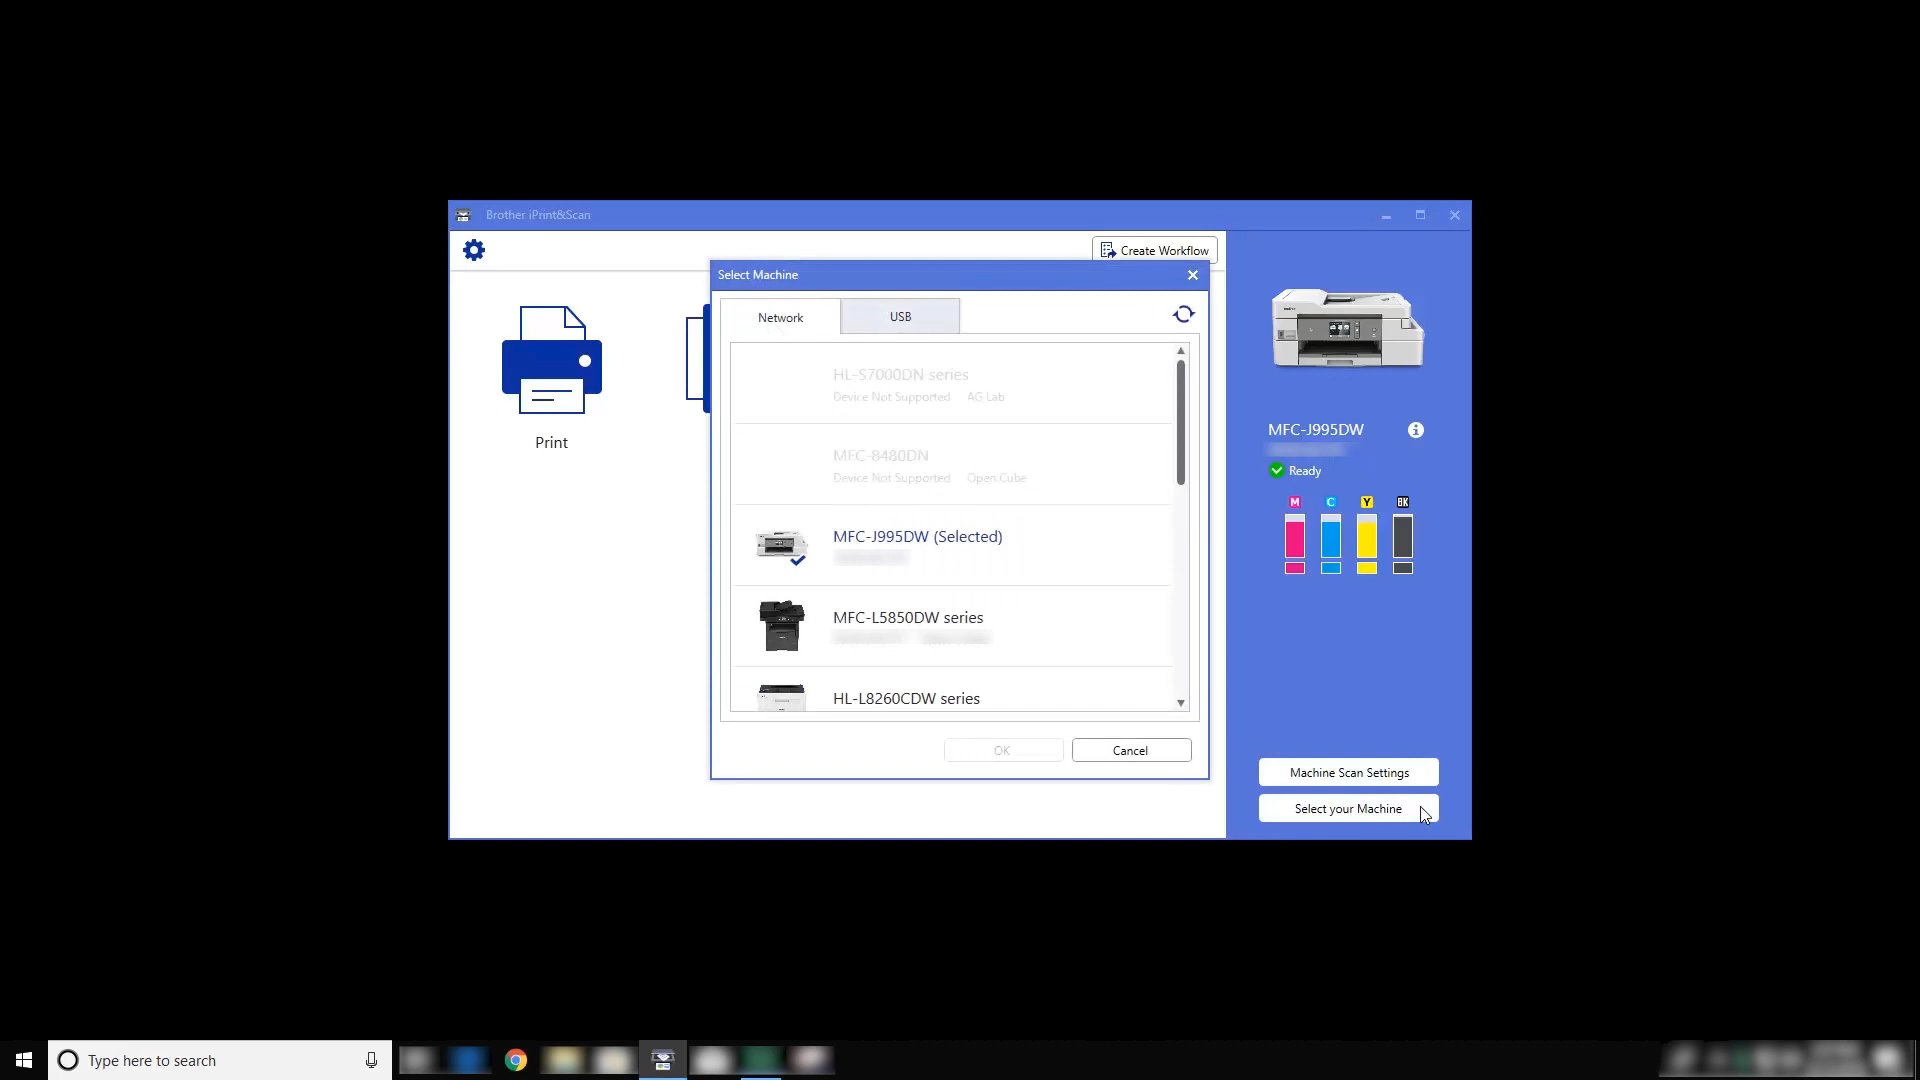 Brother iPrint&Scan
Create Workflow
Select Machine
Network
USB
HL-S7000DN series
Device Not Supported AG Lab
MFC-8480DN
Device Not Supported Open Cube
MFC-J995DW (Selected)
MFC-L5850DW series
HL-L8260CDW series
OK
Cancel
Print
MFC-J995DW
Ready
M C Y BK
Machine Scan Settings
Select your Machine
Type here to search